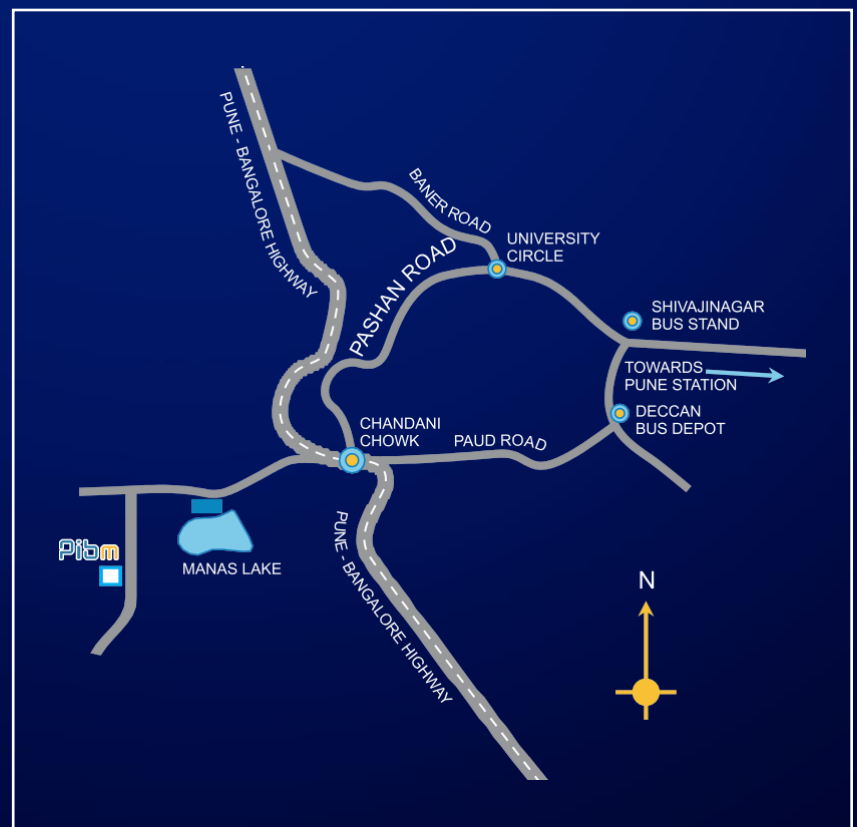 PUNE - BANGALORE HIGHWAY
BANER ROAD
UNIVERSITY
CIRCLE
PASHAN ROAD
SHIVAJINAGAR
BUS STAND
TOWARDS
PUNE STATION
DECCAN
BUS DEPOT
CHANDANI
CHOWK
PAUD ROAD
Pibm
MANAS LAKE
PUNE - BANGALORE HIGHWAY
N